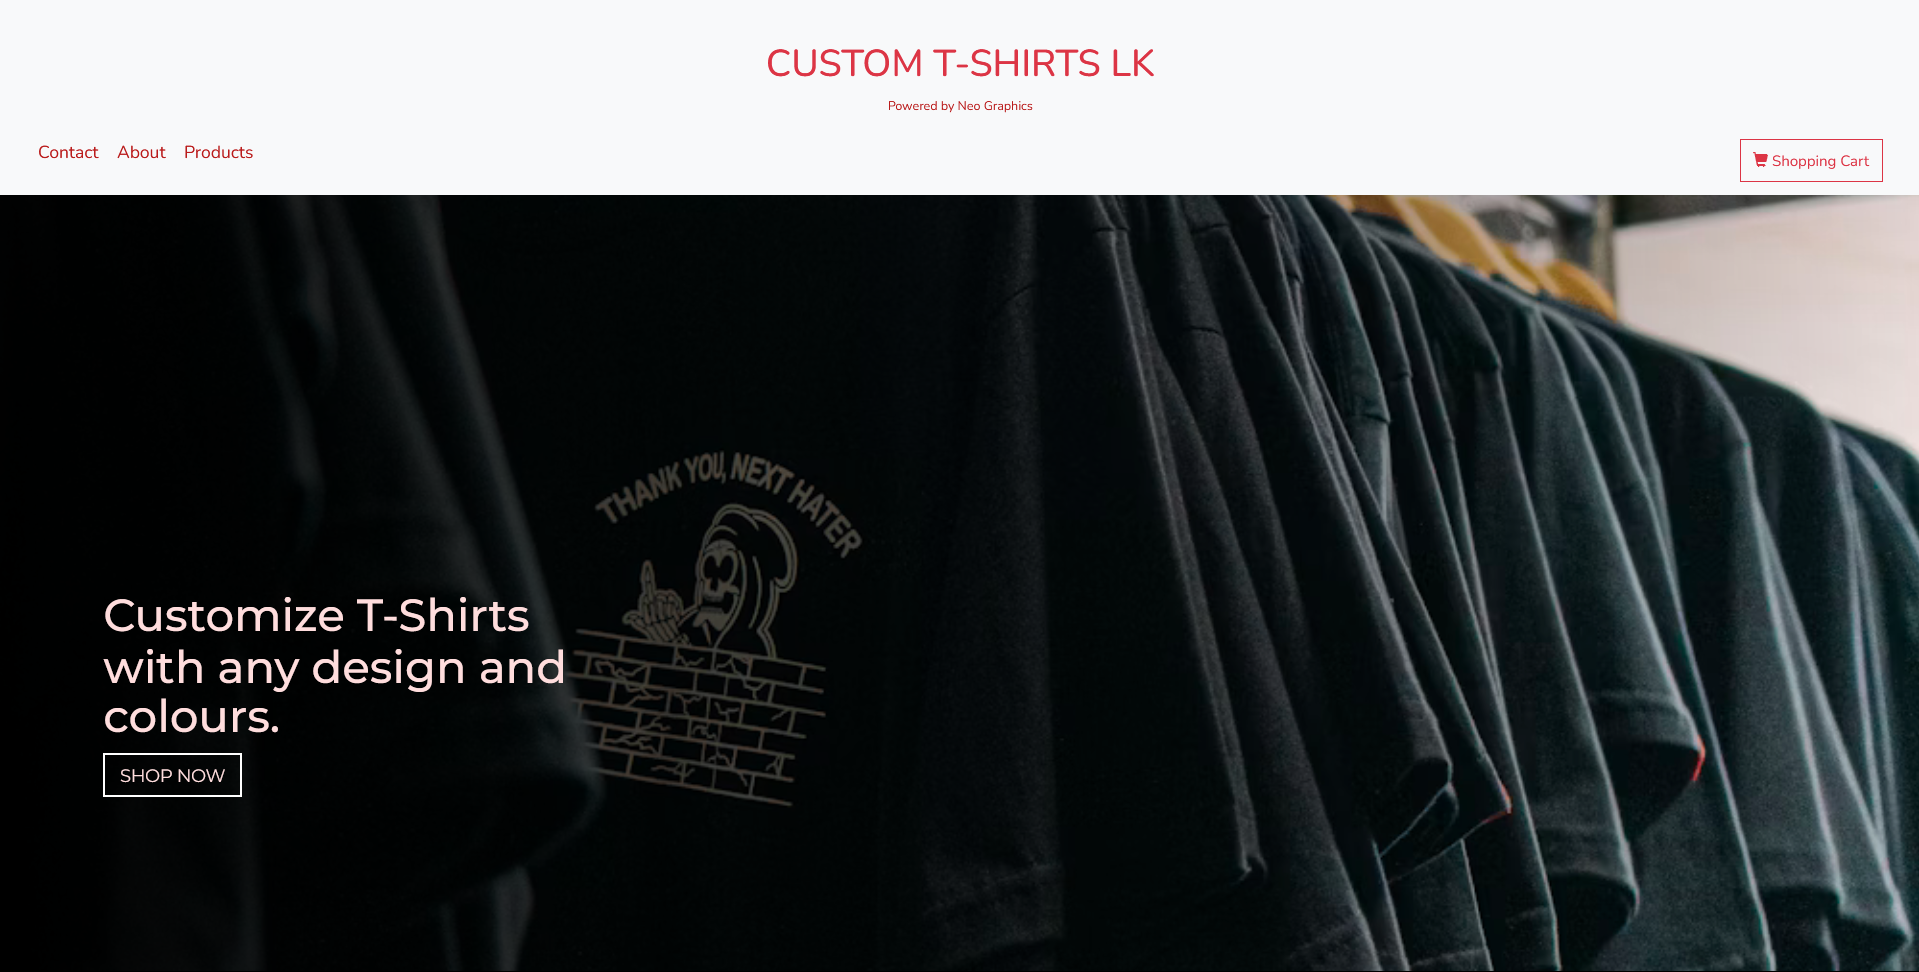 CUSTOM T-SHIRTS LK
Powered by Neo Graphics
Contact About Products
Shopping Cart
THANK YOU, NEXT HATER
Customize T-Shirts
with any design and
colours.
SHOP NOW